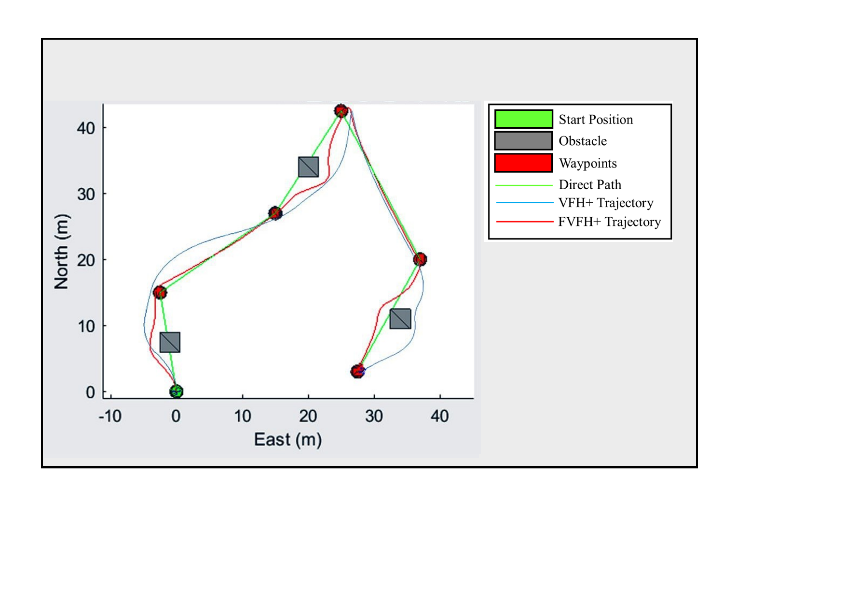 40
30
20
10
0
North (m)
-10 0 10 20 30 40
East (m)
Start Position
Obstacle
Waypoints
Direct Path
VFH+ Trajectory
FVFH+ Trajectory